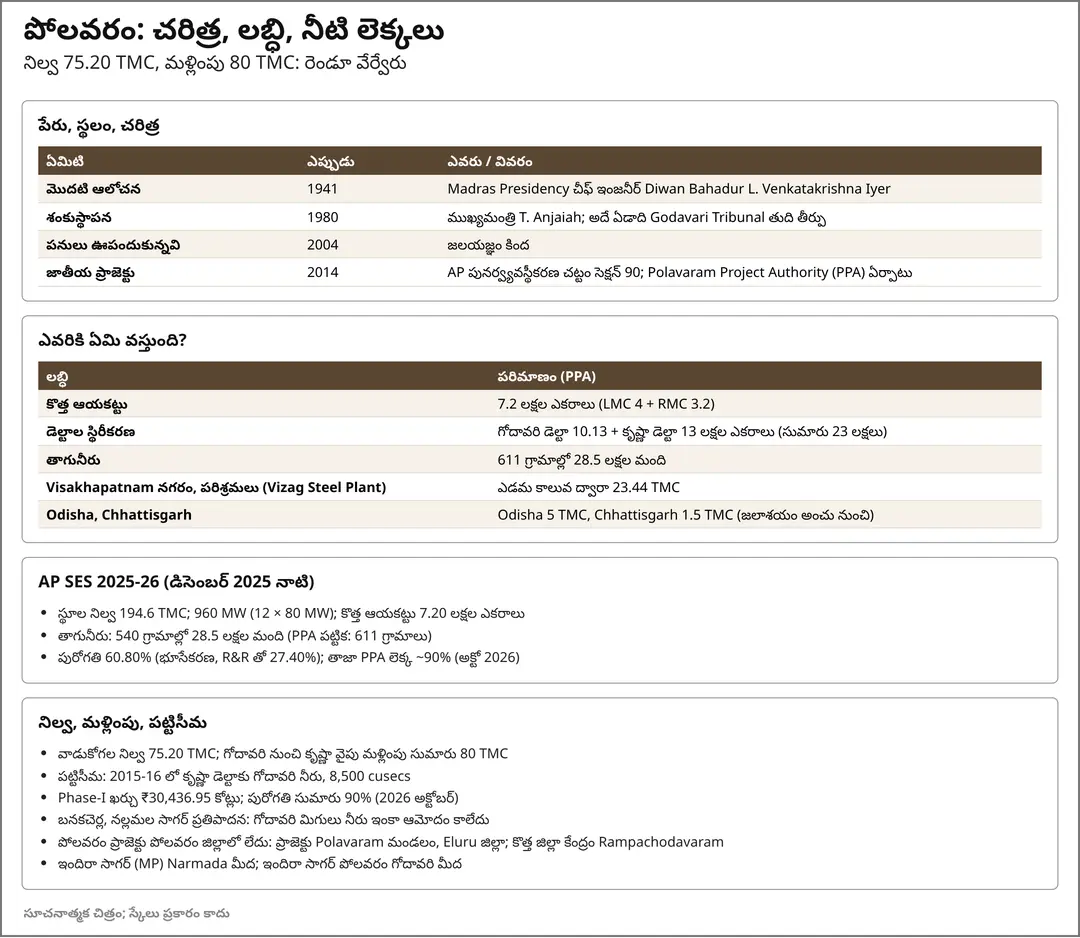 పోలవరం: చరిత్ర, లబ్ధి, నీటి లెక్కలు
నిల్వ 75.20 TMC, మళ్లింపు 80 TMC: రెండూ వేర్వేరు
పేరు, స్థలం, చరిత్ర
ఏమిటి ఎప్పుడు ఎవరు / వివరం
మొదటి ఆలోచన 1941 Madras Presidency చీఫ్ ఇంజనీర్ Diwan Bahadur L. Venkatakrishna Iyer
శంకుస్థాపన 1980 ముఖ్యమంత్రి T. Anjaiah; అదే ఏడాది Godavari Tribunal తుది తీర్పు
పనులు ఊపందుకున్నవి 2004 జలయజ్ఞం కింద
జాతీయ ప్రాజెక్టు 2014 AP పునర్వ్యవస్థీకరణ చట్టం సెక్షన్ 90; Polavaram Project Authority (PPA) ఏర్పాటు
ఎవరికి ఏమి వస్తుంది?
లబ్ధి పరిమాణం (PPA)
కొత్త ఆయకట్టు 7.2 లక్షల ఎకరాలు (LMC 4 + RMC 3.2)
డెల్టాల స్థిరీకరణ గోదావరి డెల్టా 10.13 + కృష్ణా డెల్టా 13 లక్షల ఎకరాలు (సుమారు 23 లక్షలు)
తాగునీరు 611 గ్రామాల్లో 28.5 లక్షల మంది
Visakhapatnam నగరం, పరిశ్రమలు (Vizag Steel Plant) ఎడమ కాలువ ద్వారా 23.44 TMC
Odisha, Chhattisgarh Odisha 5 TMC, Chhattisgarh 1.5 TMC (జలాశయం అంచు నుంచి)
AP SES 2025-26 (డిసెంబర్ 2025 నాటి)
• స్థూల నిల్వ 194.6 TMC; 960 MW (12 × 80 MW); కొత్త ఆయకట్టు 7.20 లక్షల ఎకరాలు
• తాగునీరు: 540 గ్రామాల్లో 28.5 లక్షల మంది (PPA పట్టిక: 611 గ్రామాలు)
• పురోగతి 60.80% (భూసేకరణ, R&R తో 27.40%); తాజా PPA లెక్క ~90% (అక్టో 2026)
నిల్వ, మళ్లింపు, పట్టిసీమ
• వాడుకోగల నిల్వ 75.20 TMC; గోదావరి నుంచి కృష్ణా వైపు మళ్లింపు సుమారు 80 TMC
• పట్టిసీమ: 2015-16 లో కృష్ణా డెల్టాకు గోదావరి నీరు, 8,500 cusecs
• Phase-I ఖర్చు ₹30,436.95 కోట్లు; పురోగతి సుమారు 90% (2026 అక్టోబర్)
• బనకచెర్ల, నల్లమల సాగర్ ప్రతిపాదన: గోదావరి మిగులు నీరు ఇంకా ఆమోదం కాలేదు
• పోలవరం ప్రాజెక్టు పోలవరం జిల్లాలో లేదు: ప్రాజెక్టు Polavaram మండలం, Eluru జిల్లా; కొత్త జిల్లా కేంద్రం Rampachodavaram
• ఇందిరా సాగర్ (MP) Narmada మీద; ఇందిరా సాగర్ పోలవరం గోదావరి మీద
సూచనాత్మక చిత్రం; స్కేలు ప్రకారం కాదు